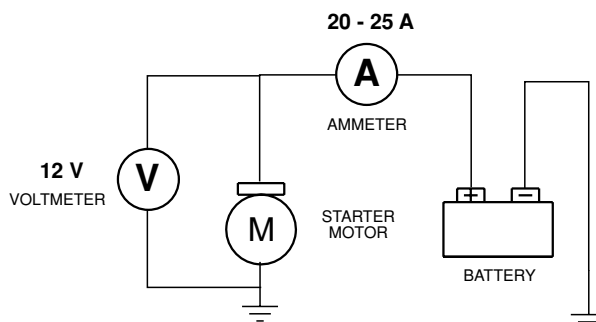 20 - 25 A
A
AMMETER
12 V
VOLTMETER
V
M
STARTER
MOTOR
+
−
BATTERY